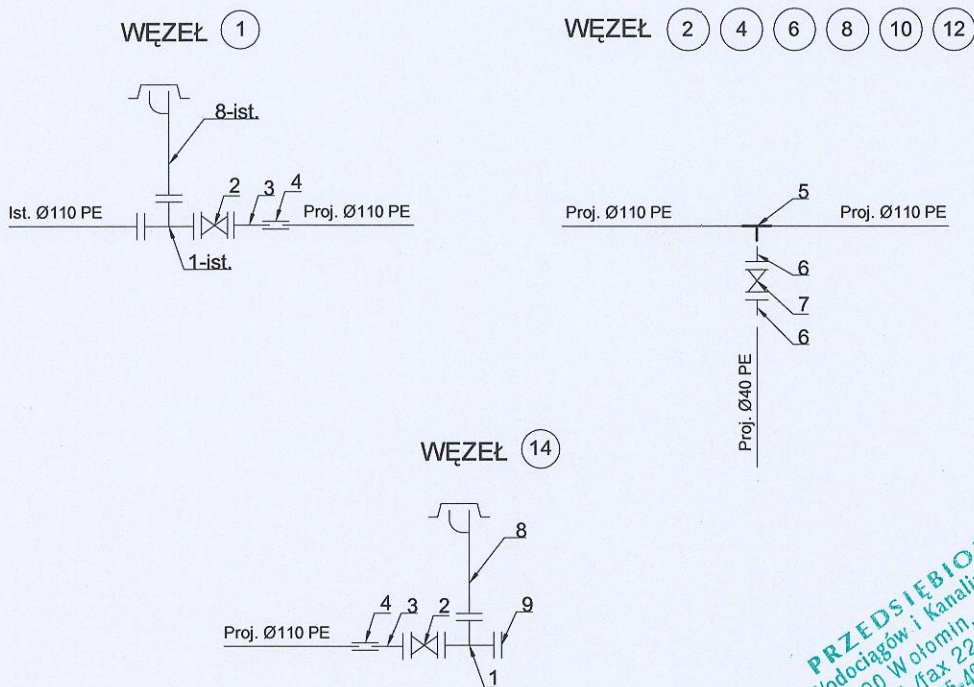 WĘZEŁ 1
8-ist.
2
3
4
Ist. Ø110 PE
Proj. Ø110 PE
1-ist.
WĘZEŁ 2 4 6 8 10 12
5
Proj. Ø110 PE
Proj. Ø110 PE
6
7
6
Proj. Ø40 PE
WĘZEŁ 14
8
4
3
2
9
Proj. Ø110 PE
1
i Kanali
Wołomin,
/fax 22